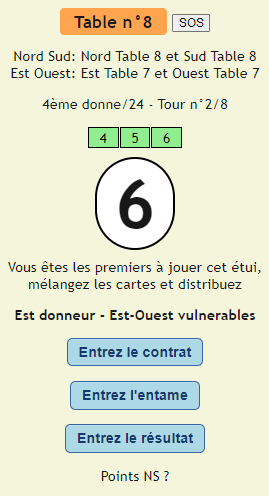 Table n°8 SOS
Nord Sud: Nord Table 8 et Sud Table 8
Est Ouest: Est Table 7 et Ouest Table 7
4ème donne/24 - Tour n°2/8
4 5 6
6
Vous êtes les premiers à jouer cet étui,
mélangez les cartes et distribuez
Est donneur - Est-Ouest vulnerables
Entrez le contrat
Entrez l'entame
Entrez le résultat
Points NS ?